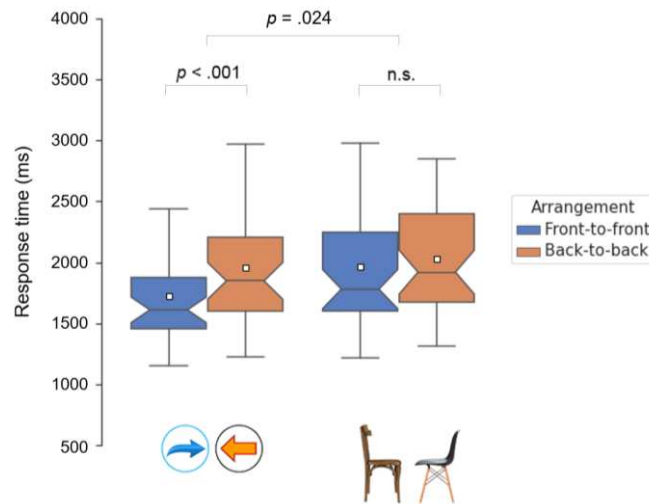 4000
3500
3000
2500
2000
1500
1000
500
Response time (ms)
p = .024
p < .001
n.s.
Arrangement
Front-to-front
Back-to-back